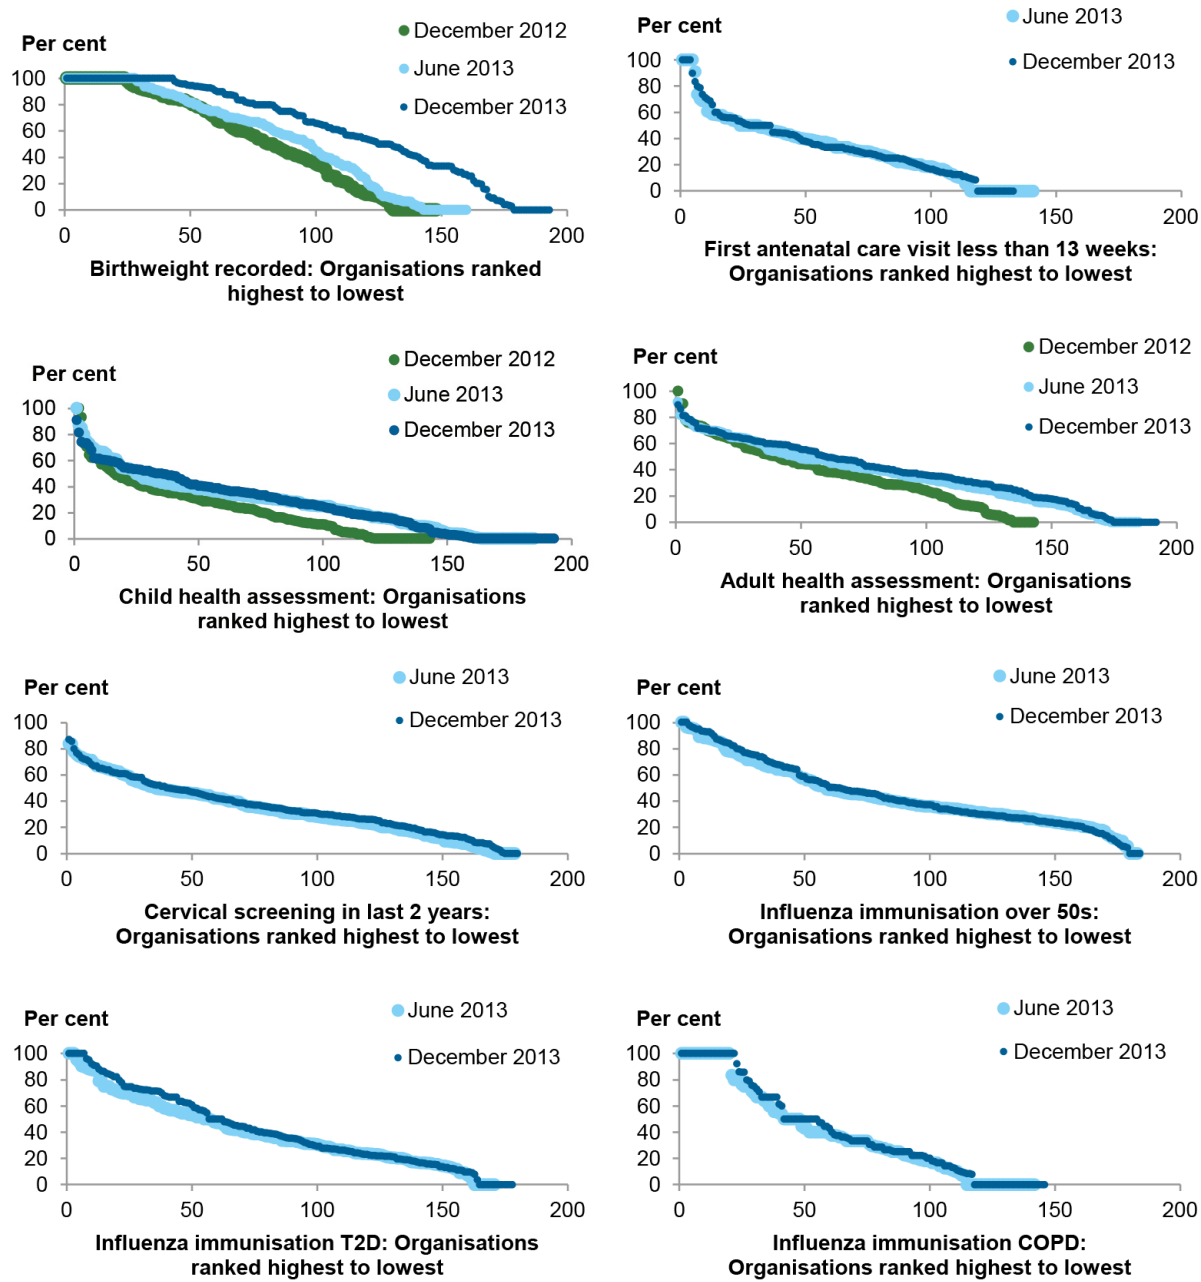 Per cent
December 2012
June 2013
December 2013
100
80
60
40
20
0
0 50 100 150 200
Birthweight recorded: Organisations ranked
highest to lowest
Per cent
June 2013
December 2013
100
80
60
40
20
0
0 50 100 150 200
First antenatal care visit less than 13 weeks:
Organisations ranked highest to lowest
Per cent
December 2012
June 2013
December 2013
100
80
60
40
20
0
0 50 100 150 200
Child health assessment: Organisations
ranked highest to lowest
Per cent
December 2012
June 2013
December 2013
100
80
60
40
20
0
0 50 100 150 200
Adult health assessment: Organisations
ranked highest to lowest
Per cent
June 2013
December 2013
100
80
60
40
20
0
0 50 100 150 200
Cervical screening in last 2 years:
Organisations ranked highest to lowest
Per cent
June 2013
December 2013
100
80
60
40
20
0
0 50 100 150 200
Influenza immunisation over 50s:
Organisations ranked highest to lowest
Per cent
June 2013
December 2013
100
80
60
40
20
0
0 50 100 150 200
Influenza immunisation T2D: Organisations
ranked highest to lowest
Per cent
June 2013
December 2013
100
80
60
40
20
0
0 50 100 150 200
Influenza immunisation COPD:
Organisations ranked highest to lowest